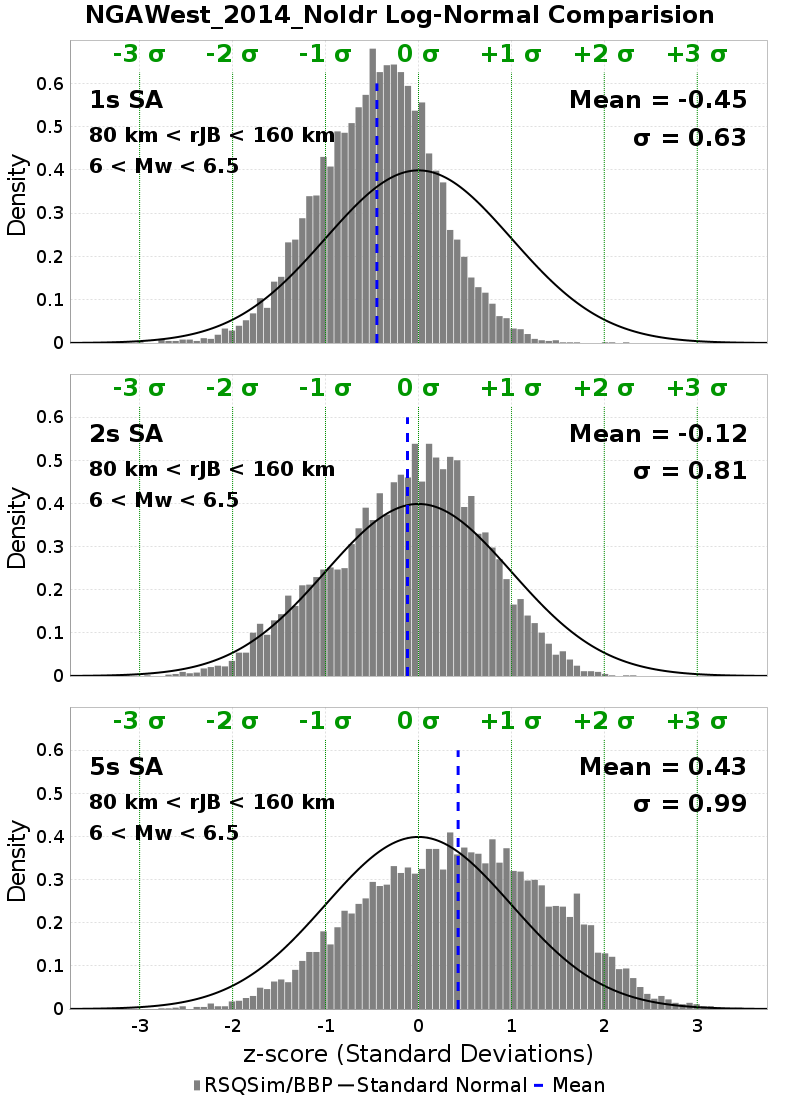 NGAWest_2014_NoIdr Log-Normal Comparision
-3 σ -2 σ -1 σ 0 σ +1 σ +2 σ +3 σ
0.6
1s SA Mean = -0.45
0.5
80 km < rJB < 160 km σ = 0.63
6 < Mw < 6.5
0.4
0.3
0.2
0.1
0
Density
-3 σ -2 σ -1 σ 0 σ +1 σ +2 σ +3 σ
0.6
2s SA Mean = -0.12
0.5
80 km < rJB < 160 km σ = 0.81
6 < Mw < 6.5
0.4
0.3
0.2
0.1
0
Density
-3 σ -2 σ -1 σ 0 σ +1 σ +2 σ +3 σ
0.6
5s SA Mean = 0.43
0.5
80 km < rJB < 160 km σ = 0.99
6 < Mw < 6.5
0.4
0.3
0.2
0.1
0
Density
-3 -2 -1 0 1 2 3
z-score (Standard Deviations)
RSQSim/BBP Standard Normal Mean